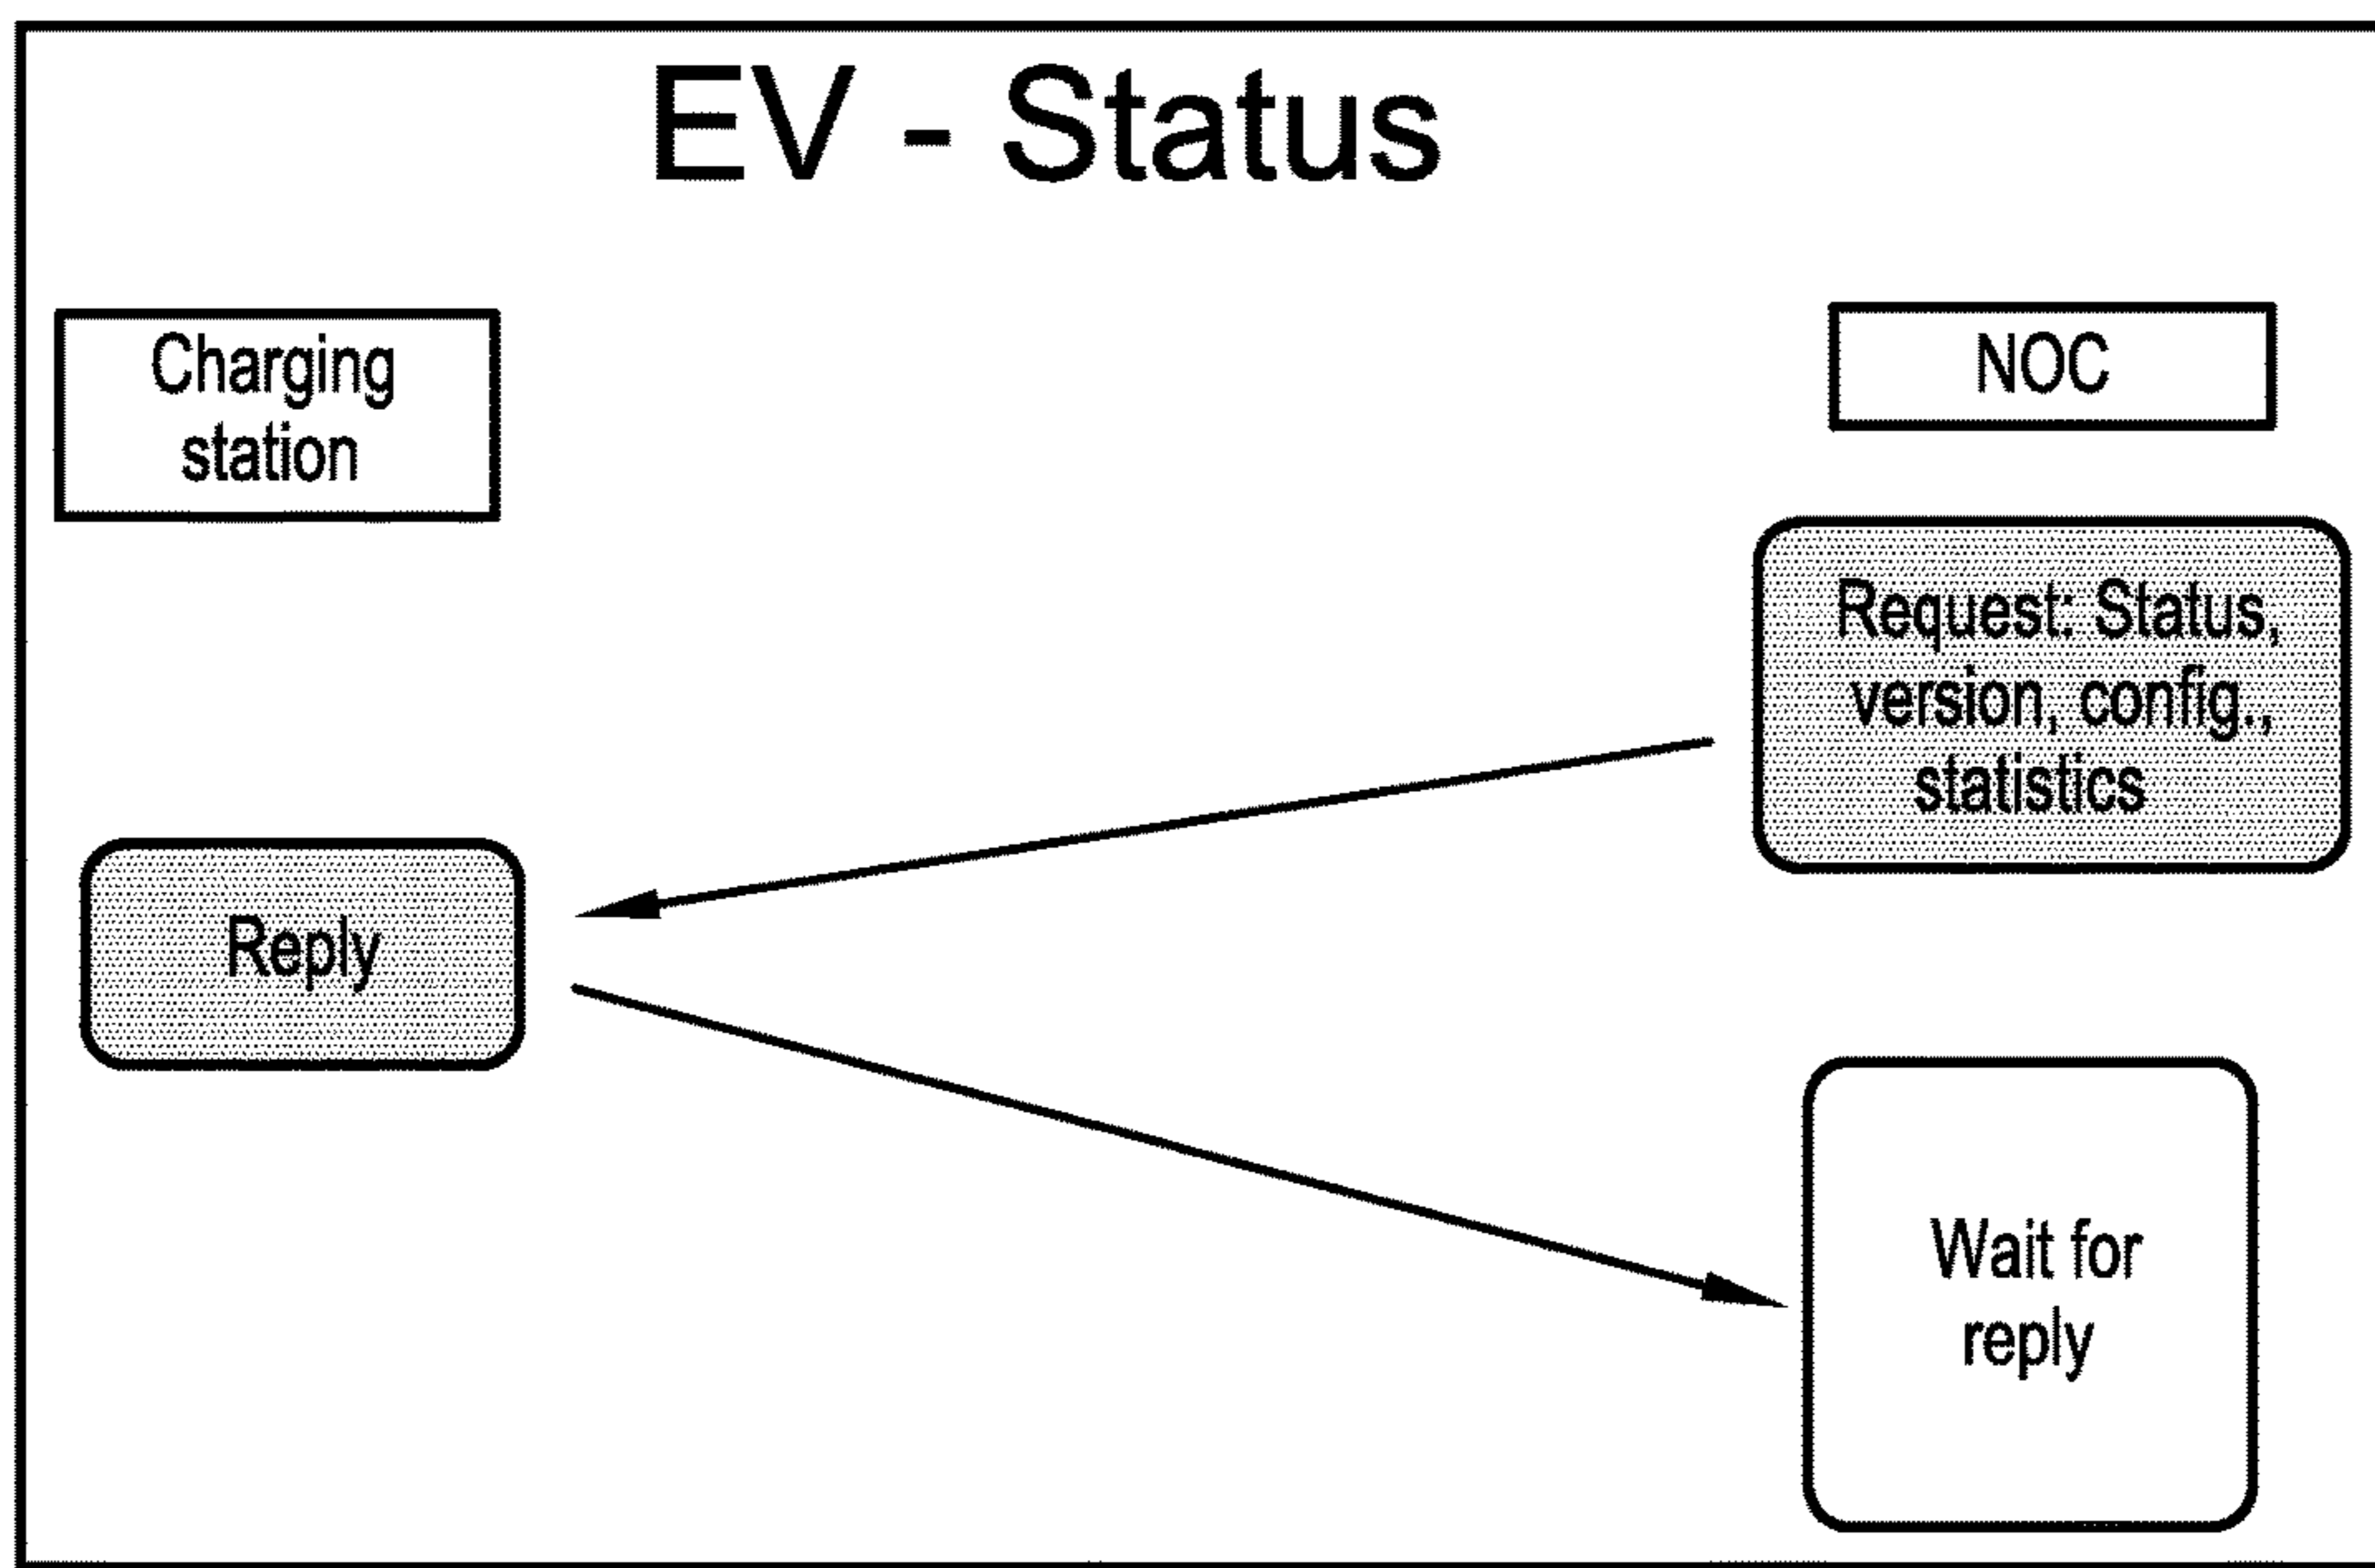 EV - Status
Charging
station
NOC
Request: Status,
version, config.,
statistics
Reply
Wait for
reply